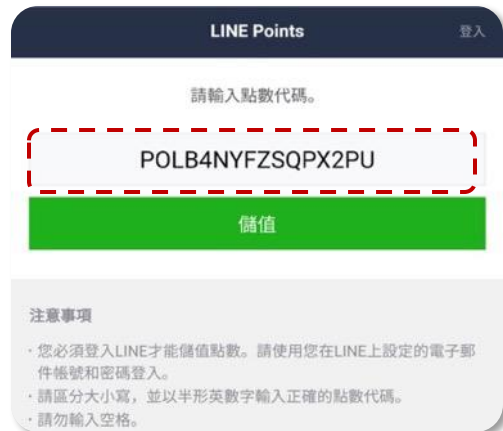 LINE Points 登入
請輸入點數代碼。
POLB4NYFZSQPX2PU
儲值
注意事項
・您必須登入LINE才能儲值點數。請使用您在LINE上設定的電子郵
件帳號和密碼登入。
・請區分大小寫，並以半形英數字輸入正確的點數代碼。
・請勿輸入空格。